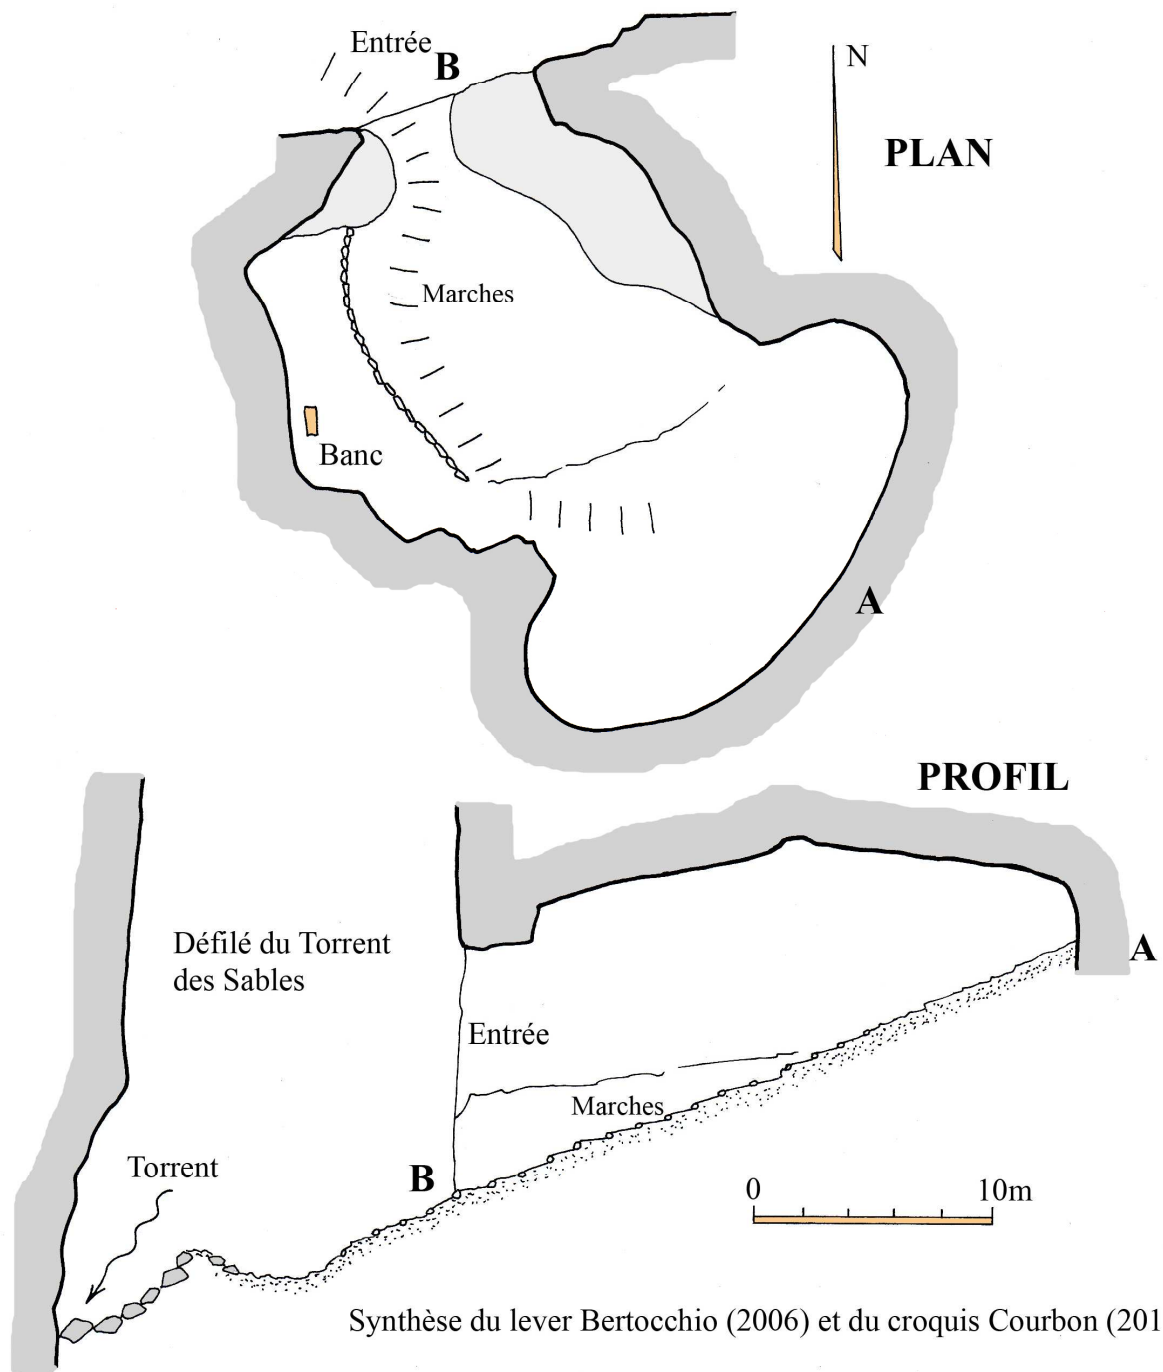 Entrée
B
N
PLAN
Marches
Banc
A
PROFIL
Défilé du Torrent
des Sables
A
Entrée
Marches
Torrent
B
0 10m
Synthèse du lever Bertocchio (2006) et du croquis Courbon (201